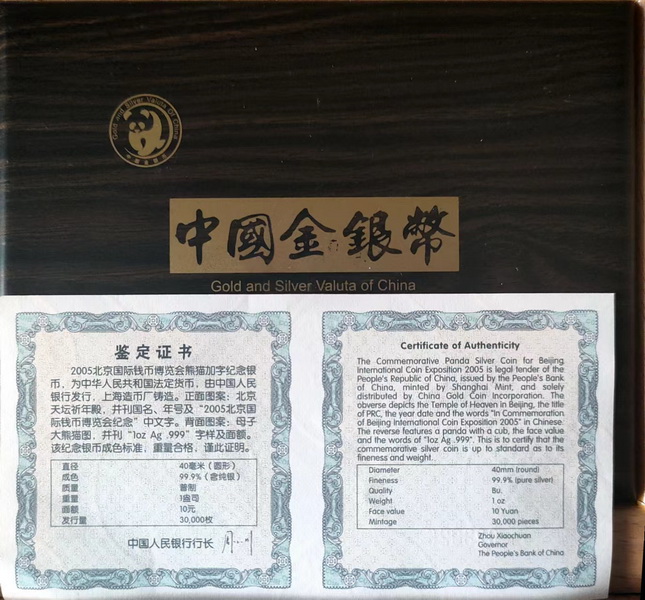 Gold and Silver Valuta Of China
中國金銀幣
Gold and Silver Valuta of China
鉴定证书
2005北京国际钱币博览会熊猫加字纪念银
币，为中华人民共和国法定货币，由中国人民
银行发行，上海造币厂铸造。正面图案：北京
天坛祈年殿，并刊国名、年号及“2005北京国
际钱币博览会纪念”中文字。背面图案：母子
大熊猫图，并刊“1oz Ag .999”字样及面额。
该纪念银币成色标准，重量合格，谨此证明。
直径 40毫米（圆形）
成色 99.9%（含纯银）
质量 普制
重量 1盎司
面额 10元
发行量 30,000枚
中国人民银行行长
Certificate of Authenticity
The Commemorative Panda Silver Coin for Beijing
International Coin Exposition 2005 is legal tender of the
People's Republic of China, issued by the People's Bank
of China, minted by Shanghai Mint, and solely
distributed by China Gold Coin Incorporation. The
obverse depicts the Temple of Heaven in Beijing, the title
of PRC, the year date and the words "In Commemoration
of Beijing International Coin Exposition 2005" in Chinese.
The reverse features a panda with a cub, the face value
and the words of "1oz Ag .999". This is to certify that the
commemorative silver coin is up to standard as to its
fineness and weight.
Diameter 40mm (round)
Fineness 99.9% (pure silver)
Quality Bu.
Weight 1 oz
Face value 10 Yuan
Mintage 30,000 pieces
Zhou Xiaochuan
Governor
The People's Bank of China